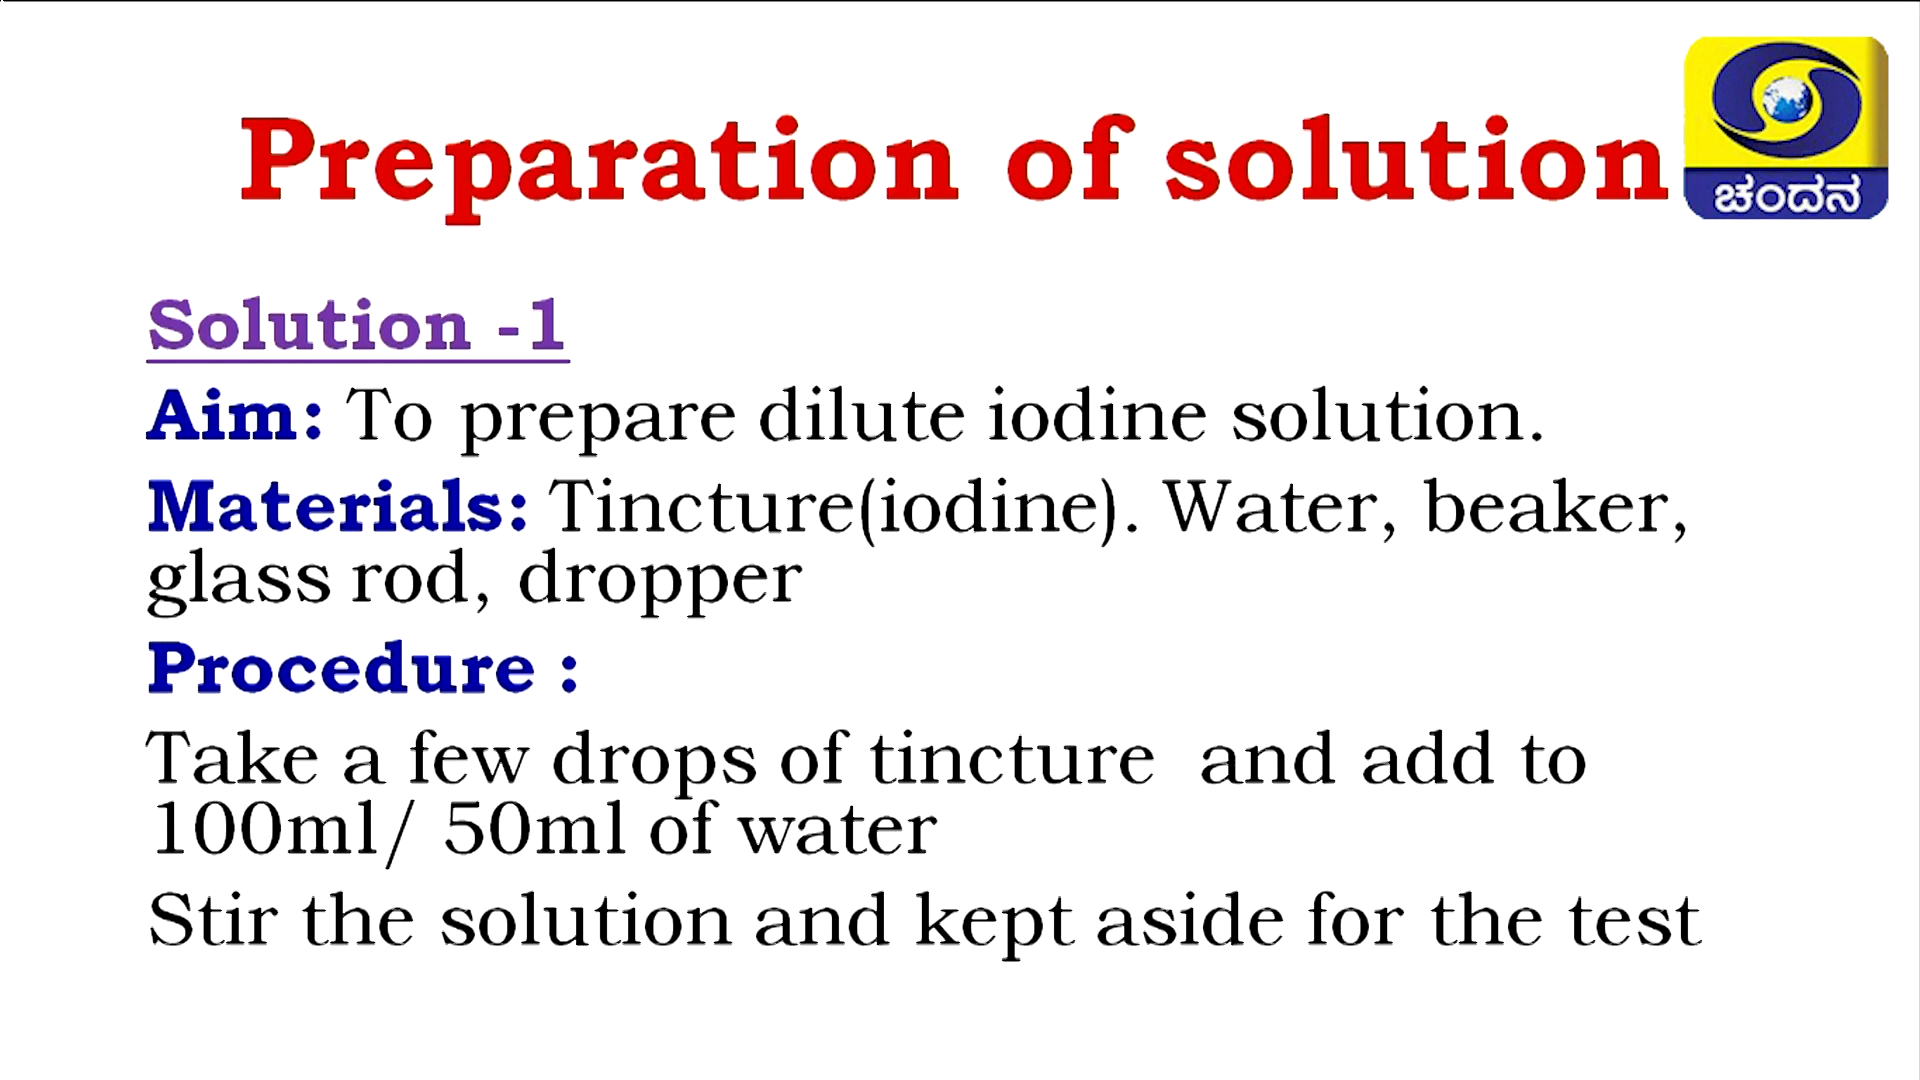 Preparation of solution
ಚಂದನ
Solution -1
Aim: To prepare dilute iodine solution.
Materials: Tincture(iodine). Water, beaker,
glass rod, dropper
Procedure :
Take a few drops of tincture  and add to
100ml/ 50ml of water
Stir the solution and kept aside for the test